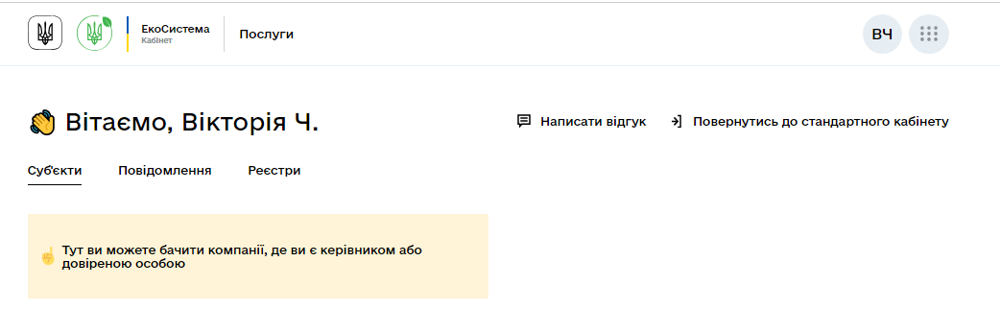 ЕкоСистема
Кабінет
Послуги
ВЧ
Вітаємо, Вікторія Ч.
Написати відгук
Повернутись до стандартного кабінету
Суб'єкти
Повідомлення
Реєстри
Тут ви можете бачити компанії, де ви є керівником або
довіреною особою